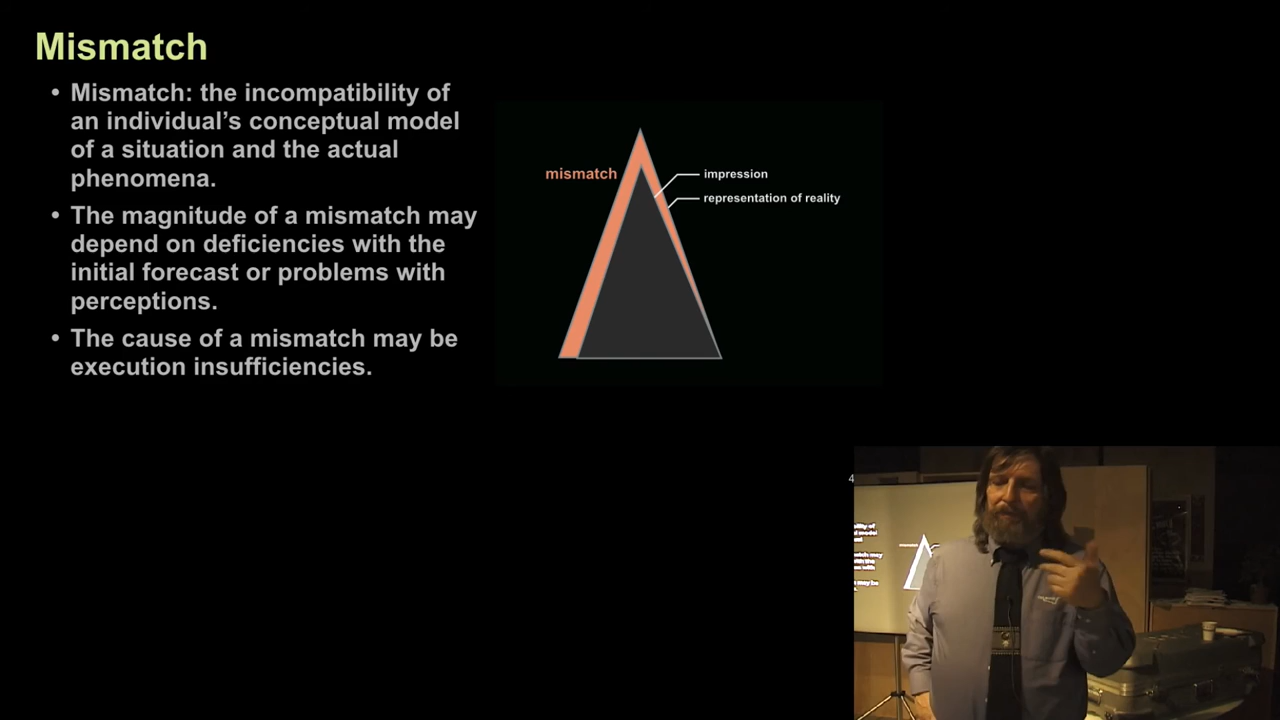 Mismatch
• Mismatch: the incompatibility of
an individual’s conceptual model
of a situation and the actual
phenomena.
• The magnitude of a mismatch may
depend on deficiencies with the
initial forecast or problems with
perceptions.
• The cause of a mismatch may be
execution insufficiencies.
mismatch
impression
representation of reality
4